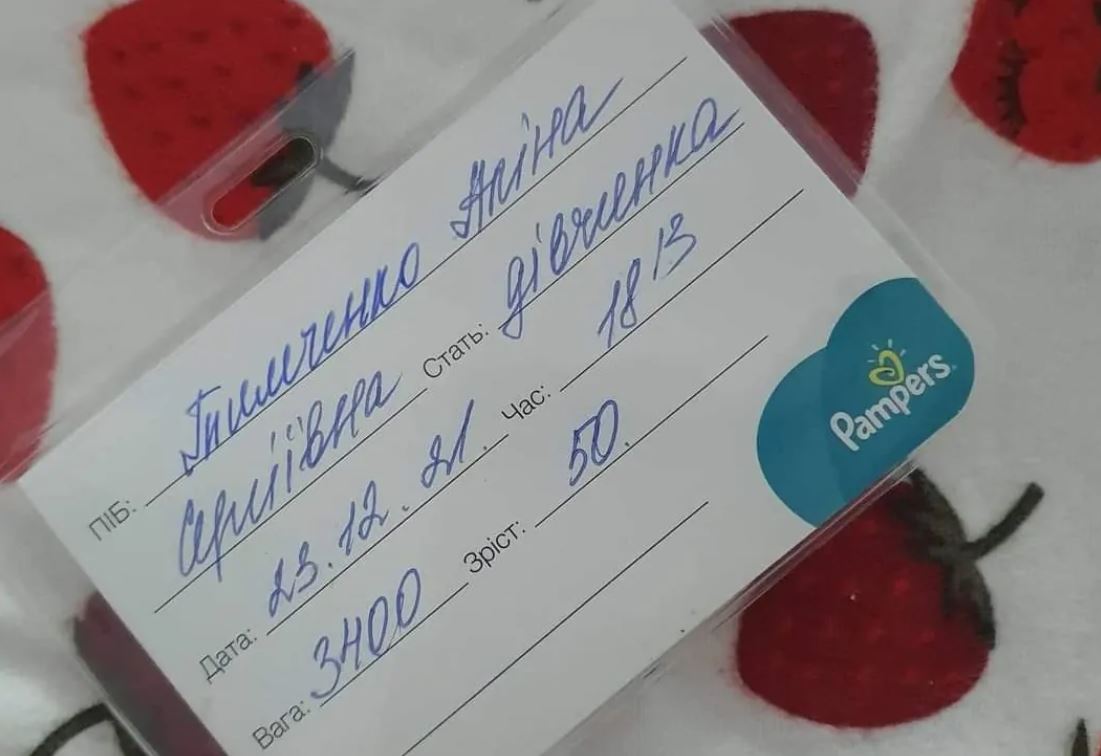 ПІБ: Тимченко Аліна
Сергіївна Стать: дівчинка
Дата: 23.12.21. Час: 18 13
Вага: 3400 Зріст: 50.
Pampers